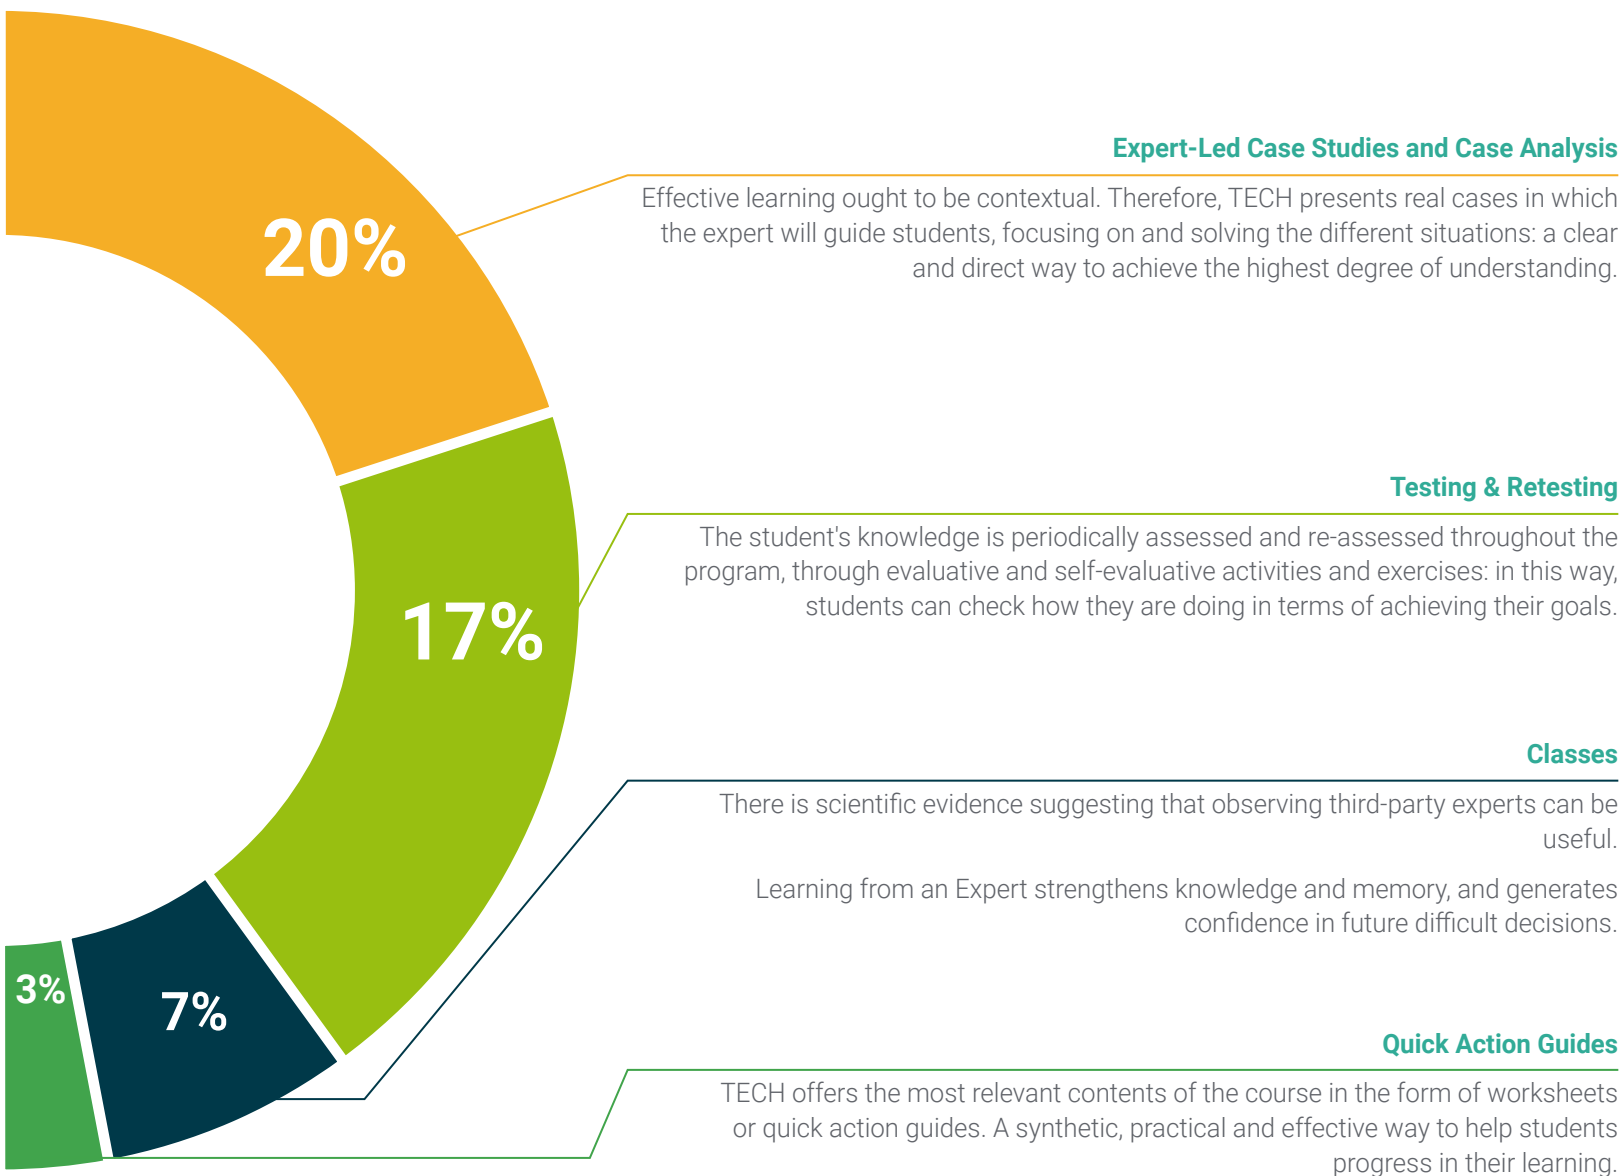 Expert-Led Case Studies and Case Analysis
Effective learning ought to be contextual. Therefore, TECH presents real cases in which
the expert will guide students, focusing on and solving the different situations: a clear
and direct way to achieve the highest degree of understanding.
20%
Testing & Retesting
The student's knowledge is periodically assessed and re-assessed throughout the
program, through evaluative and self-evaluative activities and exercises: in this way,
students can check how they are doing in terms of achieving their goals.
17%
Classes
There is scientific evidence suggesting that observing third-party experts can be
useful.
Learning from an Expert strengthens knowledge and memory, and generates
confidence in future difficult decisions.
3%
7%
Quick Action Guides
TECH offers the most relevant contents of the course in the form of worksheets
or quick action guides. A synthetic, practical and effective way to help students
progress in their learning.